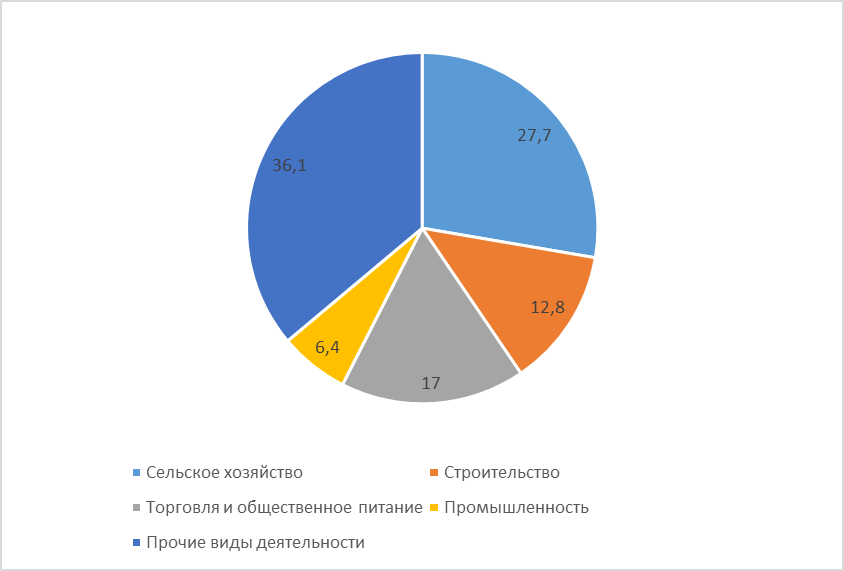 27,7
36,1
12,8
6,4
17
Сельское хозяйство
Строительство
Торговля и общественное питание
Промышленность
Прочие виды деятельности